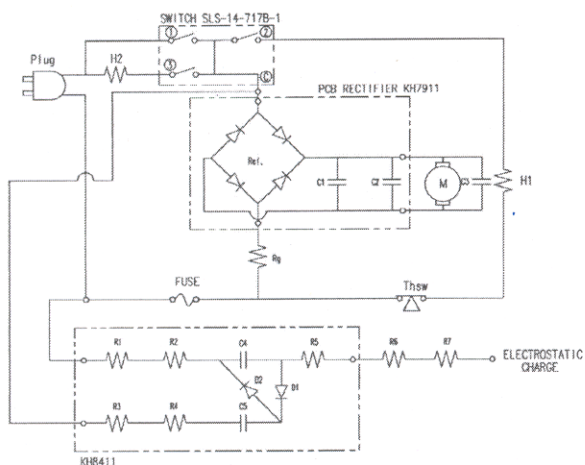 SWITCH SLS-14-717B-1
1
2
Plug
H2
3
C
PCB RECTIFIER KH7911
Ref.
C1
C2
M
C3
H1
Rg
FUSE
Thsw
R1
R2
C4
R5
R6
R7
ELECTROSTATIC
CHARGE
D2
D1
R3
R4
C5
KH8411